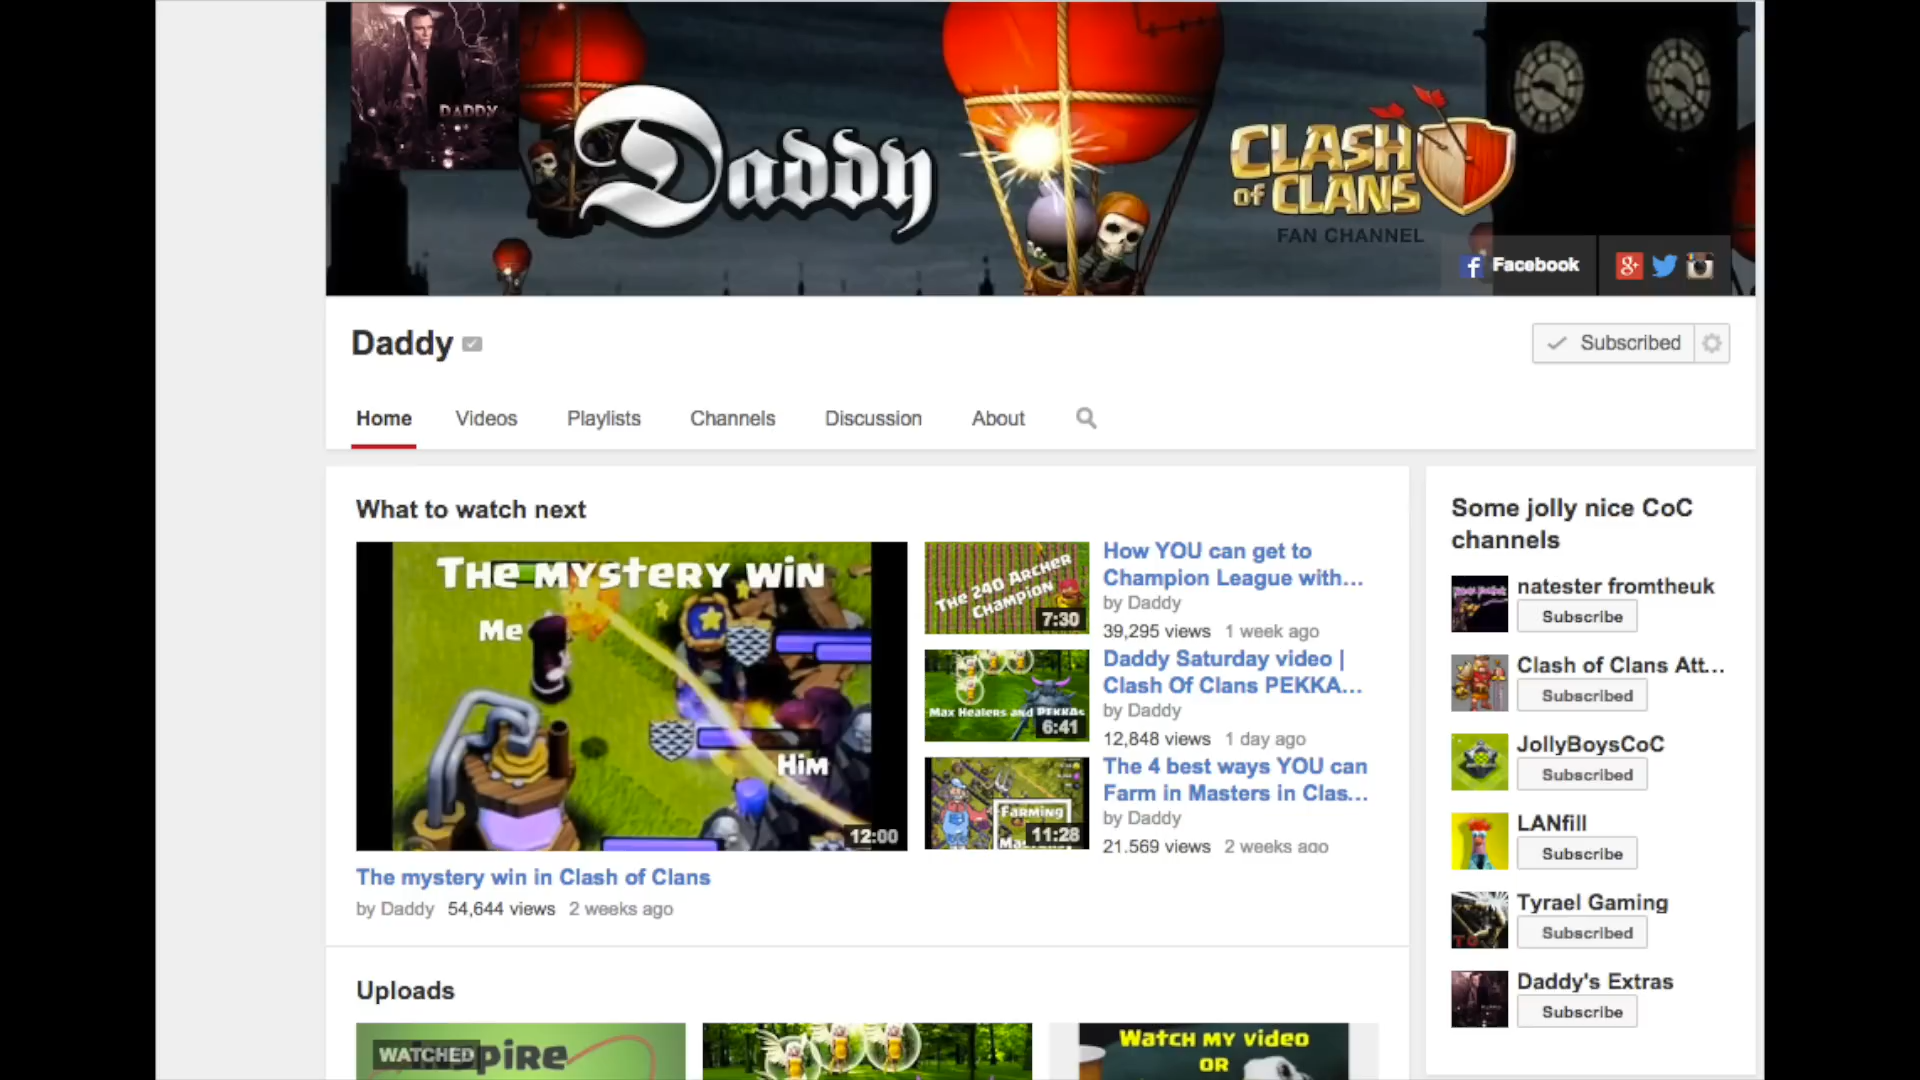 DADDY
Daddy
CLASH
OF CLANS
FAN CHANNEL
Facebook
Daddy
Subscribed
Home Videos Playlists Channels Discussion About
What to watch next
The mystery win
Me
Him
12:00
The mystery win in Clash of Clans
by Daddy 54,644 views 2 weeks ago
The 240 Archer
Champion
7:30
How YOU can get to
Champion League with...
by Daddy
39,295 views 1 week ago
Max Healers and PEKKAs
6:41
Daddy Saturday video |
Clash Of Clans PEKKA...
by Daddy
12,848 views 1 day ago
Farming
11:28
The 4 best ways YOU can
Farm in Masters in Clas...
by Daddy
21,569 views 2 weeks ago
Some jolly nice CoC
channels
natester fromtheuk
Subscribe
Clash of Clans Att...
Subscribed
JollyBoysCoC
Subscribed
LANfill
Subscribe
Tyrael Gaming
Subscribed
Daddy's Extras
Subscribe
Uploads
WATCHED
Watch my video
OR